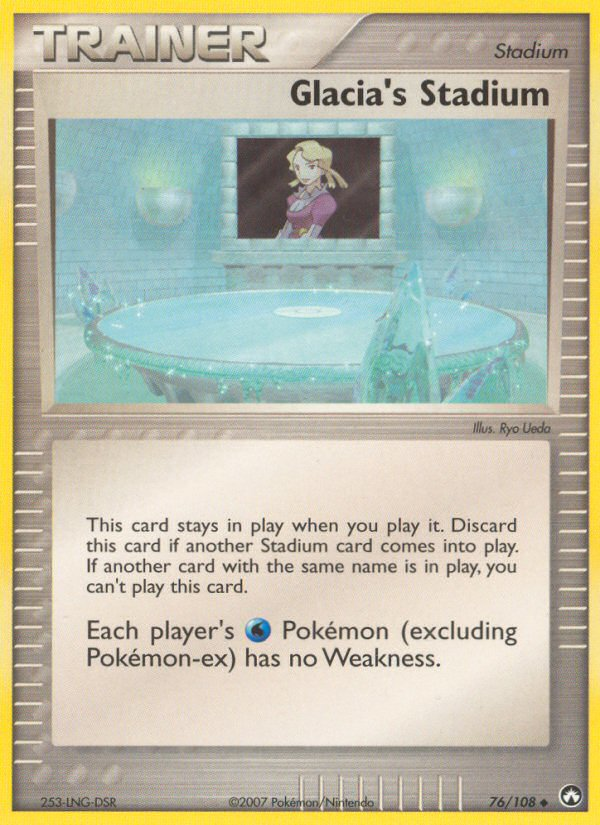 TRAINER
Stadium
Glacia's Stadium
Illus. Ryo Ueda
This card stays in play when you play it. Discard
this card if another Stadium card comes into play.
If another card with the same name is in play, you
can't play this card.
Each player's Pokémon (excluding
Pokémon-ex) has no Weakness.
253-LNG-DSR
©2007 Pokémon/Nintendo
76/108